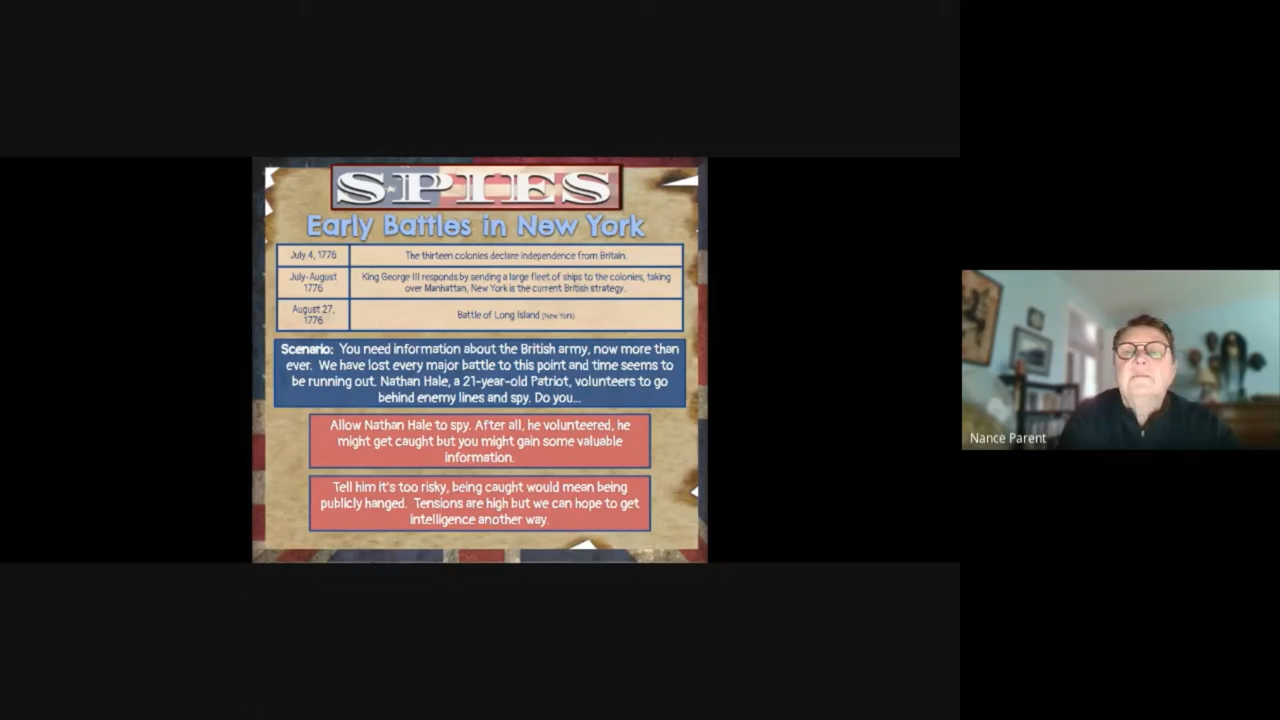 SPIES
Early Battles in New York
July 4, 1776
The thirteen colonies declare independence from Britain.
July-August
1776
King George III responds by sending a large fleet of ships to the colonies, taking
over Manhattan, New York is the current British strategy..
August 27,
1776
Battle of Long Island (New York)
Scenario: You need information about the British army, now more than
ever. We have lost every major battle to this point and time seems to
be running out. Nathan Hale, a 21-year-old Patriot, volunteers to go
behind enemy lines and spy. Do you...
Allow Nathan Hale to spy. After all, he volunteered, he
might get caught but you might gain some valuable
information.
Tell him it's too risky, being caught would mean being
publicly hanged. Tensions are high but we can hope to get
intelligence another way.
Nance Parent